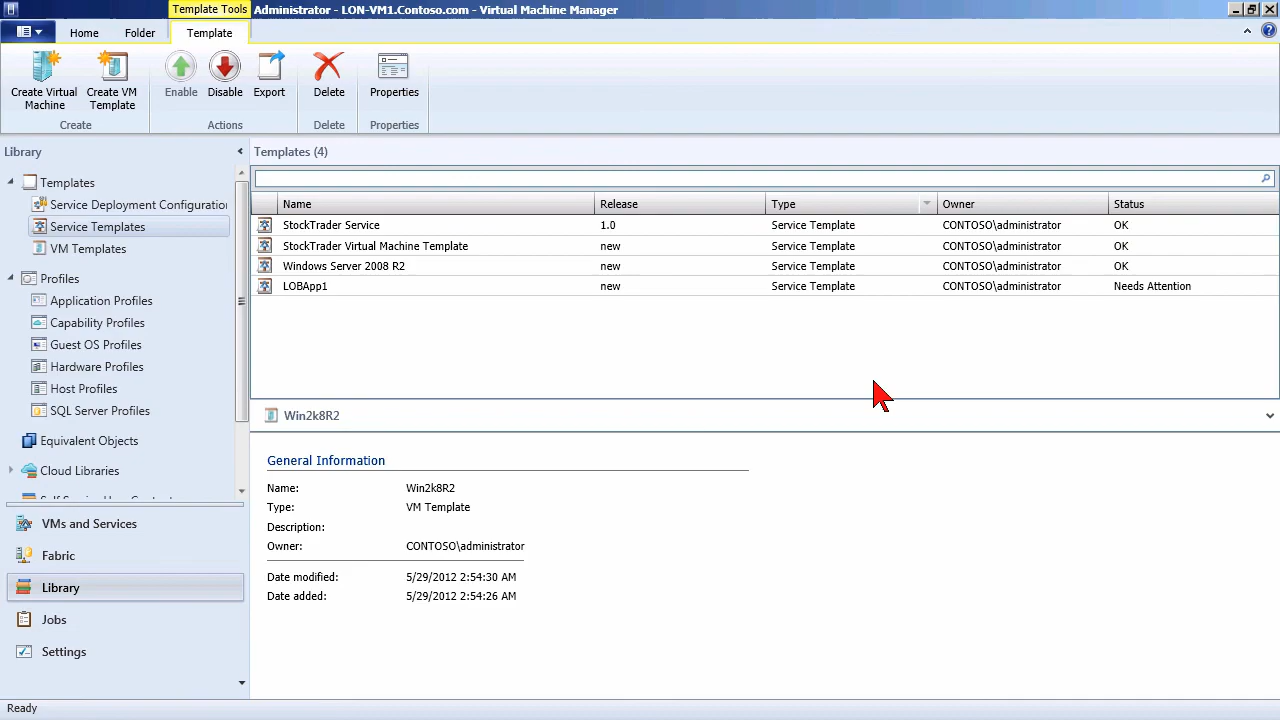 Template Tools
Administrator - LON-VM1.Contoso.com - Virtual Machine Manager
Home Folder Template
Create Virtual Machine
Create VM Template
Enable Disable Export
Delete
Properties
Create Actions Delete Properties
Library
Templates
Service Deployment Configuratio
Service Templates
VM Templates
Profiles
Application Profiles
Capability Profiles
Guest OS Profiles
Hardware Profiles
Host Profiles
SQL Server Profiles
Equivalent Objects
Cloud Libraries
VMs and Services
Fabric
Library
Jobs
Settings
Templates (4)
Name Release Type Owner Status
StockTrader Service 1.0 Service Template CONTOSO\administrator OK
StockTrader Virtual Machine Template new Service Template CONTOSO\administrator OK
Windows Server 2008 R2 new Service Template CONTOSO\administrator OK
LOBApp1 new Service Template CONTOSO\administrator Needs Attention
Win2k8R2
General Information
Name: Win2k8R2
Type: VM Template
Description:
Owner: CONTOSO\administrator
Date modified: 5/29/2012 2:54:30 AM
Date added: 5/29/2012 2:54:26 AM
Ready